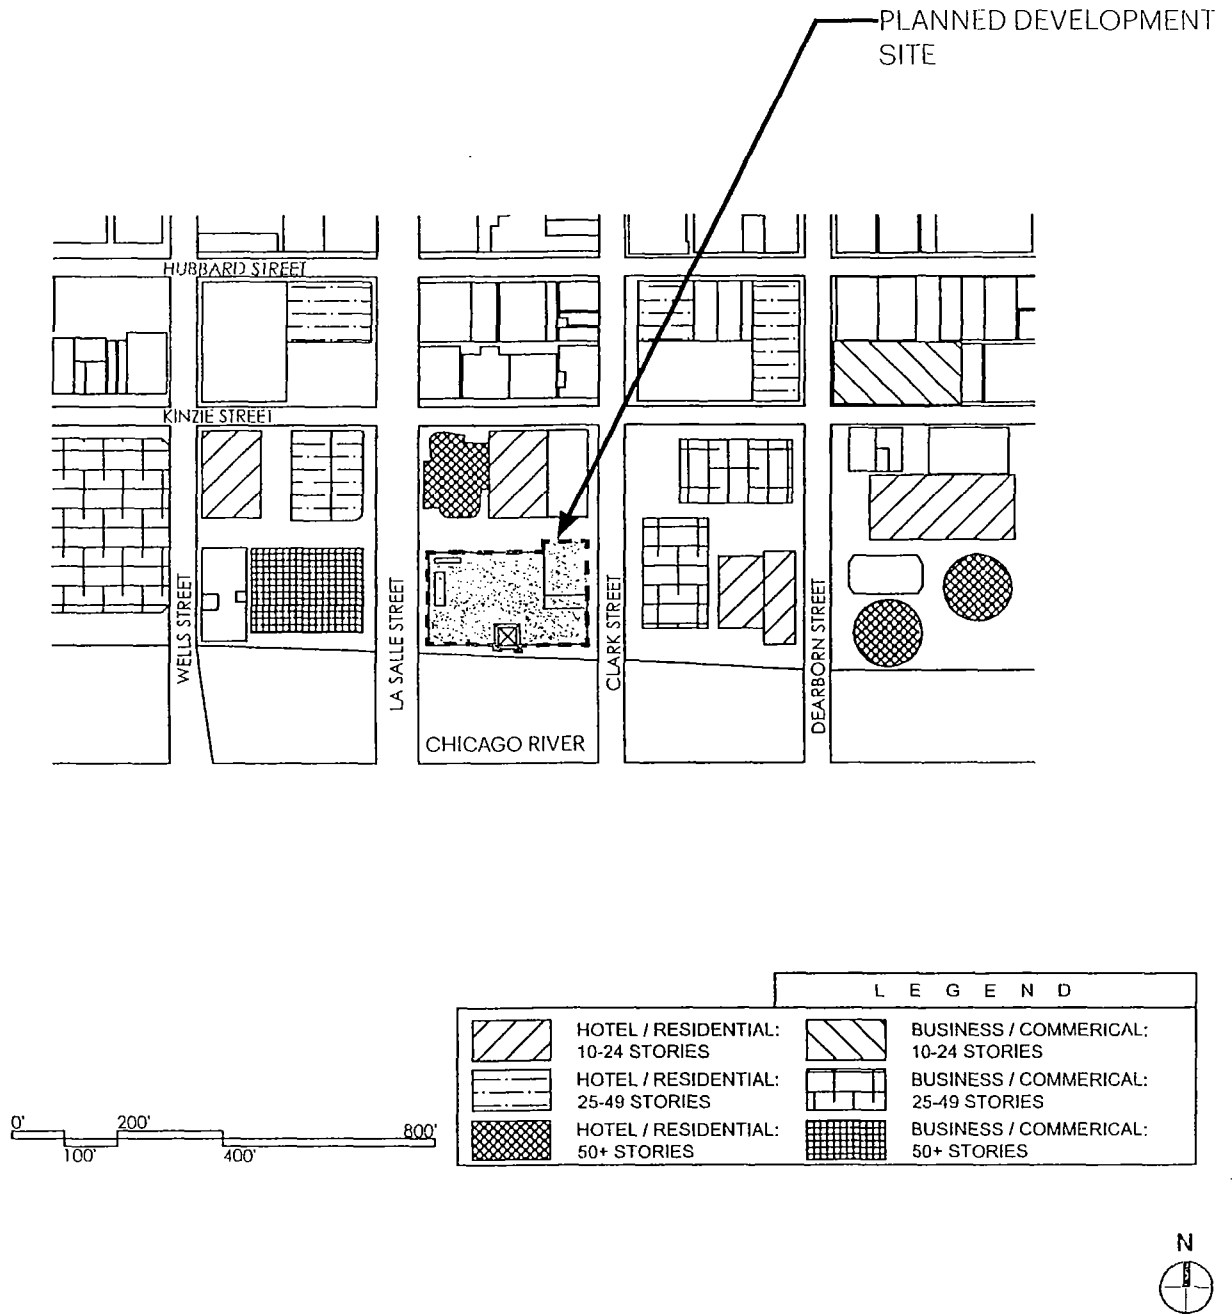 PLANNED DEVELOPMENT
SITE
HUBBARD STREET
KINZIE STREET
WELLS STREET
LA SALLE STREET
CLARK STREET
DEARBORN STREET
CHICAGO RIVER
L E G E N D
HOTEL / RESIDENTIAL:
10-24 STORIES
BUSINESS / COMMERICAL:
10-24 STORIES
HOTEL / RESIDENTIAL:
25-49 STORIES
BUSINESS / COMMERICAL:
25-49 STORIES
HOTEL / RESIDENTIAL:
50+ STORIES
BUSINESS / COMMERICAL:
50+ STORIES
0' 200' 800'
100' 400'
N